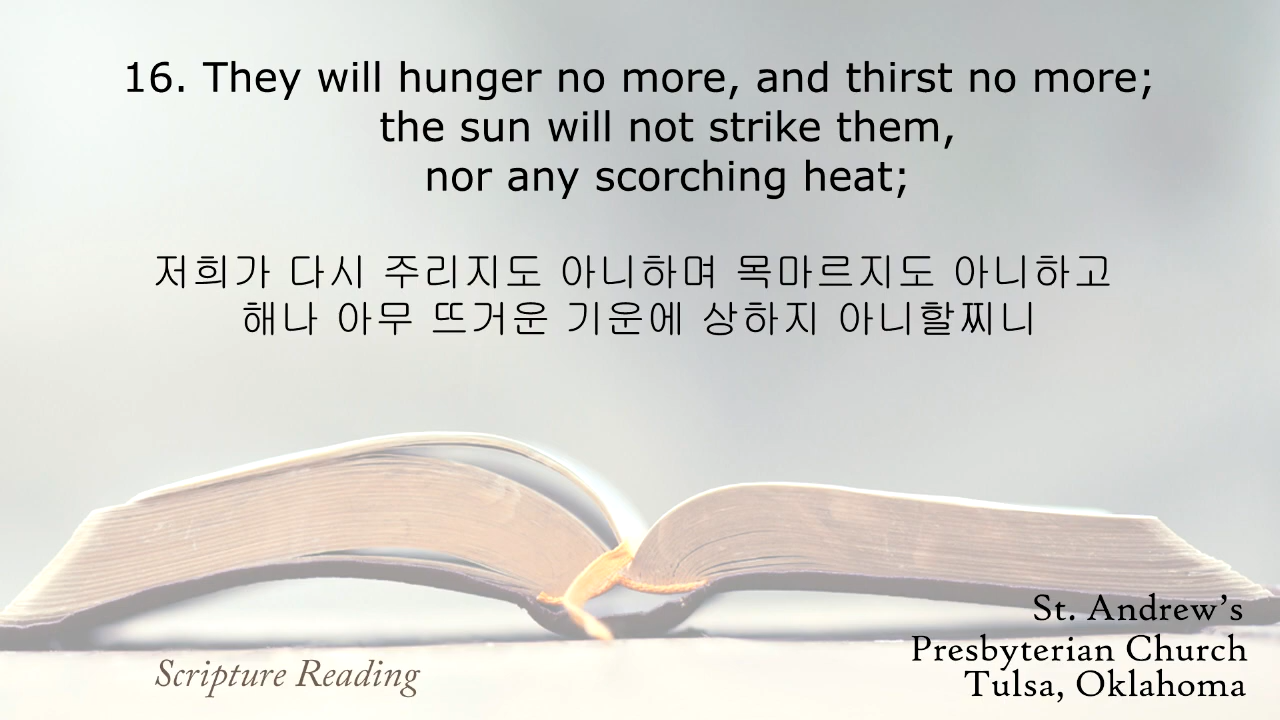 16. They will hunger no more, and thirst no more;
the sun will not strike them,
nor any scorching heat;
저희가 다시 주리지도 아니하며 목마르지도 아니하고
해나 아무 뜨거운 기운에 상하지 아니할찌니
St. Andrew’s
Presbyterian Church
Tulsa, Oklahoma
Scripture Reading